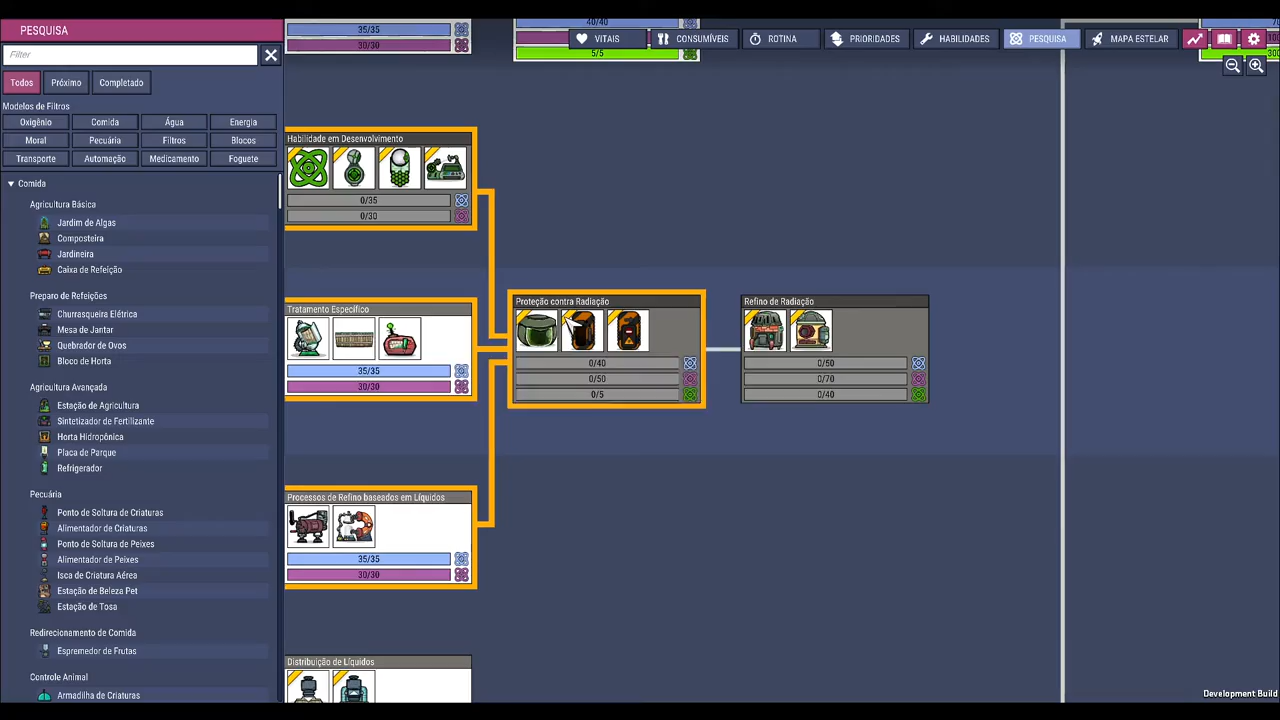 PESQUISA
Filter
Todos
Próximo
Completado
Modelos de Filtros
Oxigênio
Comida
Água
Energia
Moral
Pecuária
Filtros
Blocos
Transporte
Automação
Medicamento
Foguete
Comida
Agricultura Básica
Jardim de Algas
Composteira
Jardineira
Caixa de Refeição
Preparo de Refeições
Churrasqueira Elétrica
Mesa de Jantar
Quebrador de Ovos
Bloco de Horta
Agricultura Avançada
Estação de Agricultura
Sintetizador de Fertilizante
Horta Hidropônica
Placa de Parque
Refrigerador
Pecuária
Ponto de Soltura de Criaturas
Alimentador de Criaturas
Ponto de Soltura de Peixes
Alimentador de Peixes
Isca de Criatura Aérea
Estação de Beleza Pet
Estação de Tosa
Redirecionamento de Comida
Espremedor de Frutas
Controle Animal
Armadilha de Criaturas
VITAIS
CONSUMÍVEIS
ROTINA
PRIORIDADES
HABILIDADES
PESQUISA
MAPA ESTELAR
35/35
30/30
40/40
5/5
Habilidade em Desenvolvimento
0/35
0/30
Tratamento Específico
35/35
30/30
Proteção contra Radiação
0/40
0/50
0/5
Refino de Radiação
0/50
0/70
0/40
Processos de Refino baseados em Líquidos
35/35
30/30
Distribuição de Líquidos
Development Build